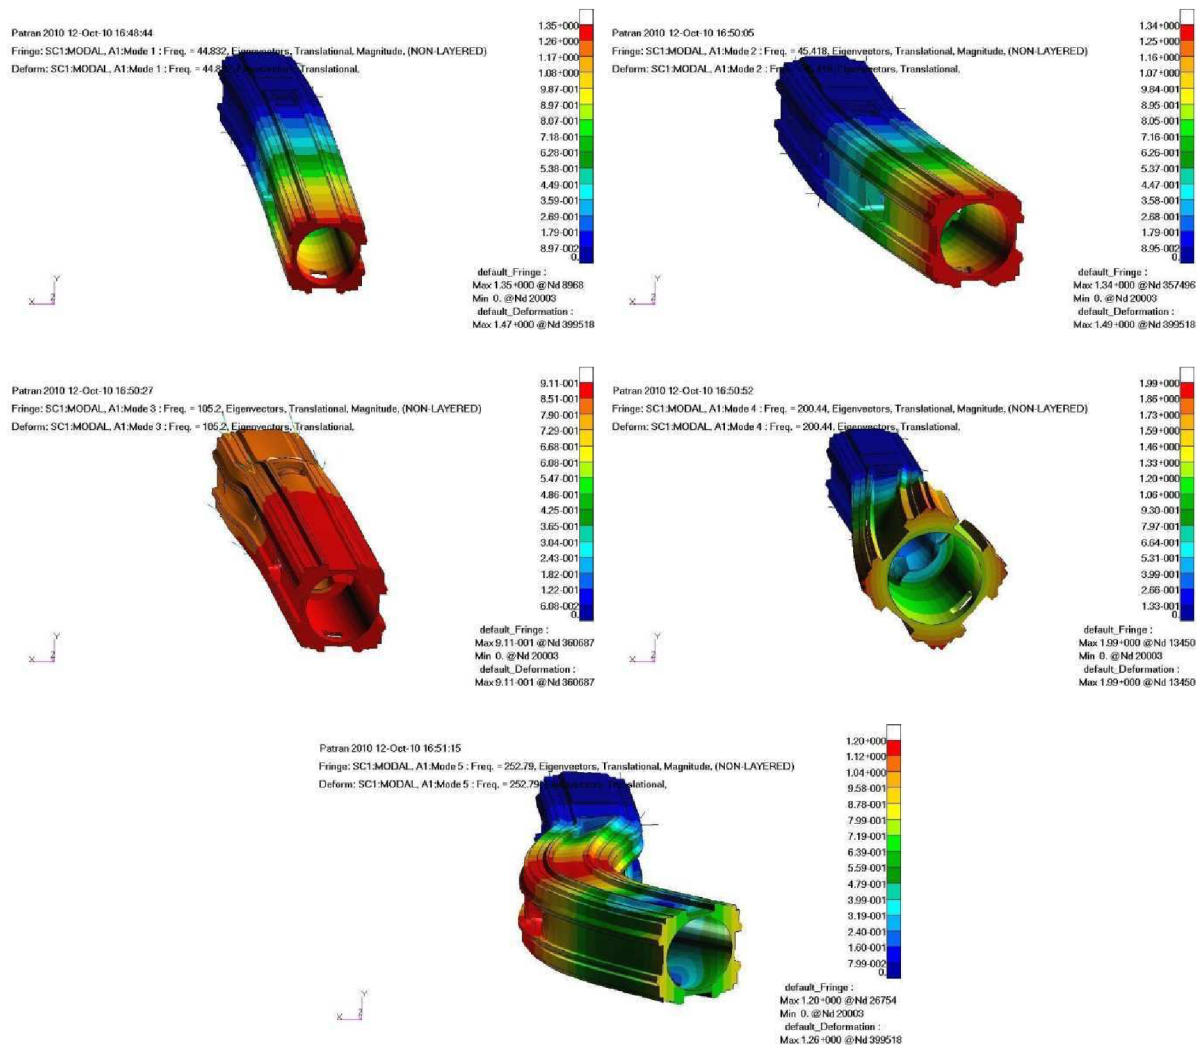 Patran 2010 12-Oct-10 16:48:44
Fringe: SC1:MODAL, A1:Mode 1 : Freq. = 44.832, Eigenvectors, Translational, Magnitude, (NON-LAYERED)
Deform: SC1:MODAL, A1:Mode 1 : Freq. = 44.832, Eigenvectors, Translational,
1.35+000
1.26+000
1.17+000
1.08+000
9.87-001
8.97-001
8.07-001
7.18-001
6.28-001
5.38-001
4.49-001
3.59-001
2.69-001
1.79-001
8.97-002
0.
default_Fringe :
Max 1.35+000 @Nd 8968
Min 0. @Nd 20003
default_Deformation :
Max 1.47+000 @Nd 399518
Y
X
Z
Patran 2010 12-Oct-10 16:50:05
Fringe: SC1:MODAL, A1:Mode 2 : Freq. = 45.418, Eigenvectors, Translational, Magnitude, (NON-LAYERED)
Deform: SC1:MODAL, A1:Mode 2 : Freq. = 45.418, Eigenvectors, Translational,
1.34+000
1.25+000
1.16+000
1.07+000
9.84-001
8.95-001
8.05-001
7.16-001
6.26-001
5.37-001
4.47-001
3.58-001
2.68-001
1.79-001
8.95-002
0.
default_Fringe :
Max 1.34+000 @Nd 357496
Min 0. @Nd 20003
default_Deformation :
Max 1.49+000 @Nd 399518
Y
X
Z
Patran 2010 12-Oct-10 16:50:27
Fringe: SC1:MODAL, A1:Mode 3 : Freq. = 105.2, Eigenvectors, Translational, Magnitude, (NON-LAYERED)
Deform: SC1:MODAL, A1:Mode 3 : Freq. = 105.2, Eigenvectors, Translational,
9.11-001
8.51-001
7.90-001
7.29-001
6.68-001
6.08-001
5.47-001
4.86-001
4.25-001
3.65-001
3.04-001
2.43-001
1.82-001
1.22-001
6.08-002
0.
default_Fringe :
Max 9.11-001 @Nd 360687
Min 0. @Nd 20003
default_Deformation :
Max 9.11-001 @Nd 360687
Y
X
Z
Patran 2010 12-Oct-10 16:50:52
Fringe: SC1:MODAL, A1:Mode 4 : Freq. = 200.44, Eigenvectors, Translational, Magnitude, (NON-LAYERED)
Deform: SC1:MODAL, A1:Mode 4 : Freq. = 200.44, Eigenvectors, Translational,
1.99+000
1.86+000
1.73+000
1.59+000
1.46+000
1.33+000
1.20+000
1.06+000
9.30-001
7.97-001
6.64-001
5.31-001
3.99-001
2.66-001
1.33-001
0.
default_Fringe :
Max 1.99+000 @Nd 13450
Min 0. @Nd 20003
default_Deformation :
Max 1.99+000 @Nd 13450
Y
X
Z
Patran 2010 12-Oct-10 16:51:15
Fringe: SC1:MODAL, A1:Mode 5 : Freq. = 252.79, Eigenvectors, Translational, Magnitude, (NON-LAYERED)
Deform: SC1:MODAL, A1:Mode 5 : Freq. = 252.79, Eigenvectors, Translational,
1.20+000
1.12+000
1.04+000
9.58-001
8.78-001
7.99-001
7.19-001
6.39-001
5.59-001
4.79-001
3.99-001
3.19-001
2.40-001
1.60-001
7.99-002
0.
default_Fringe :
Max 1.20+000 @Nd 26754
Min 0. @Nd 20003
default_Deformation :
Max 1.26+000 @Nd 399518
Y
X
Z